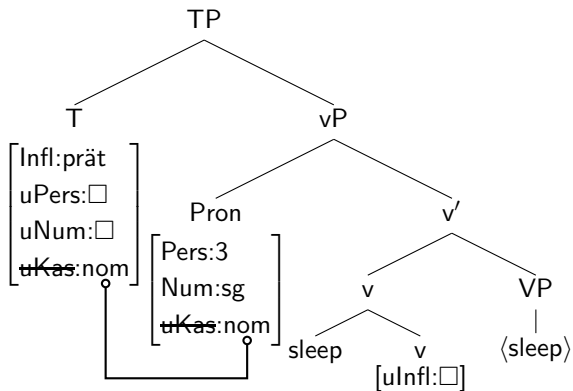 TP
T vP
Infl:prät
uPers:□
uNum:□
uKas:nom
Pron v′
Pers:3
Num:sg
uKas:nom
v VP
sleep v ⟨sleep⟩
[uInfl:□]